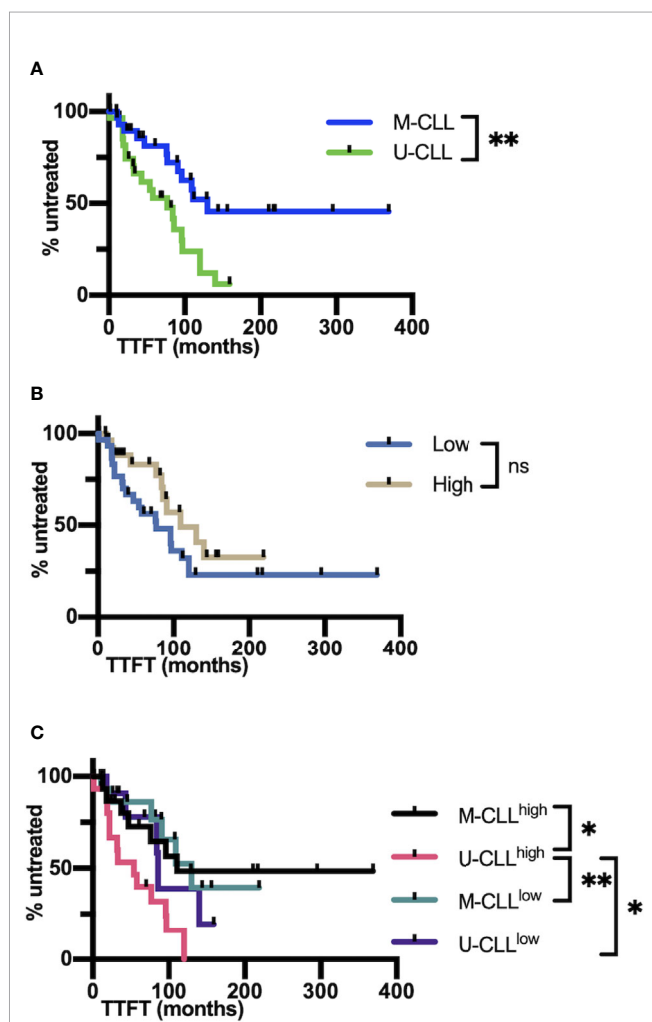 A
100
50
0
% untreated
0 100 200 300 400
TTFT (months)
M-CLL
U-CLL
**
B
100
50
0
% untreated
0 100 200 300 400
TTFT (months)
Low
High
ns
C
100
50
0
% untreated
0 100 200 300 400
TTFT (months)
M-CLLhigh
U-CLLhigh
M-CLLlow
U-CLLlow
*
**
*